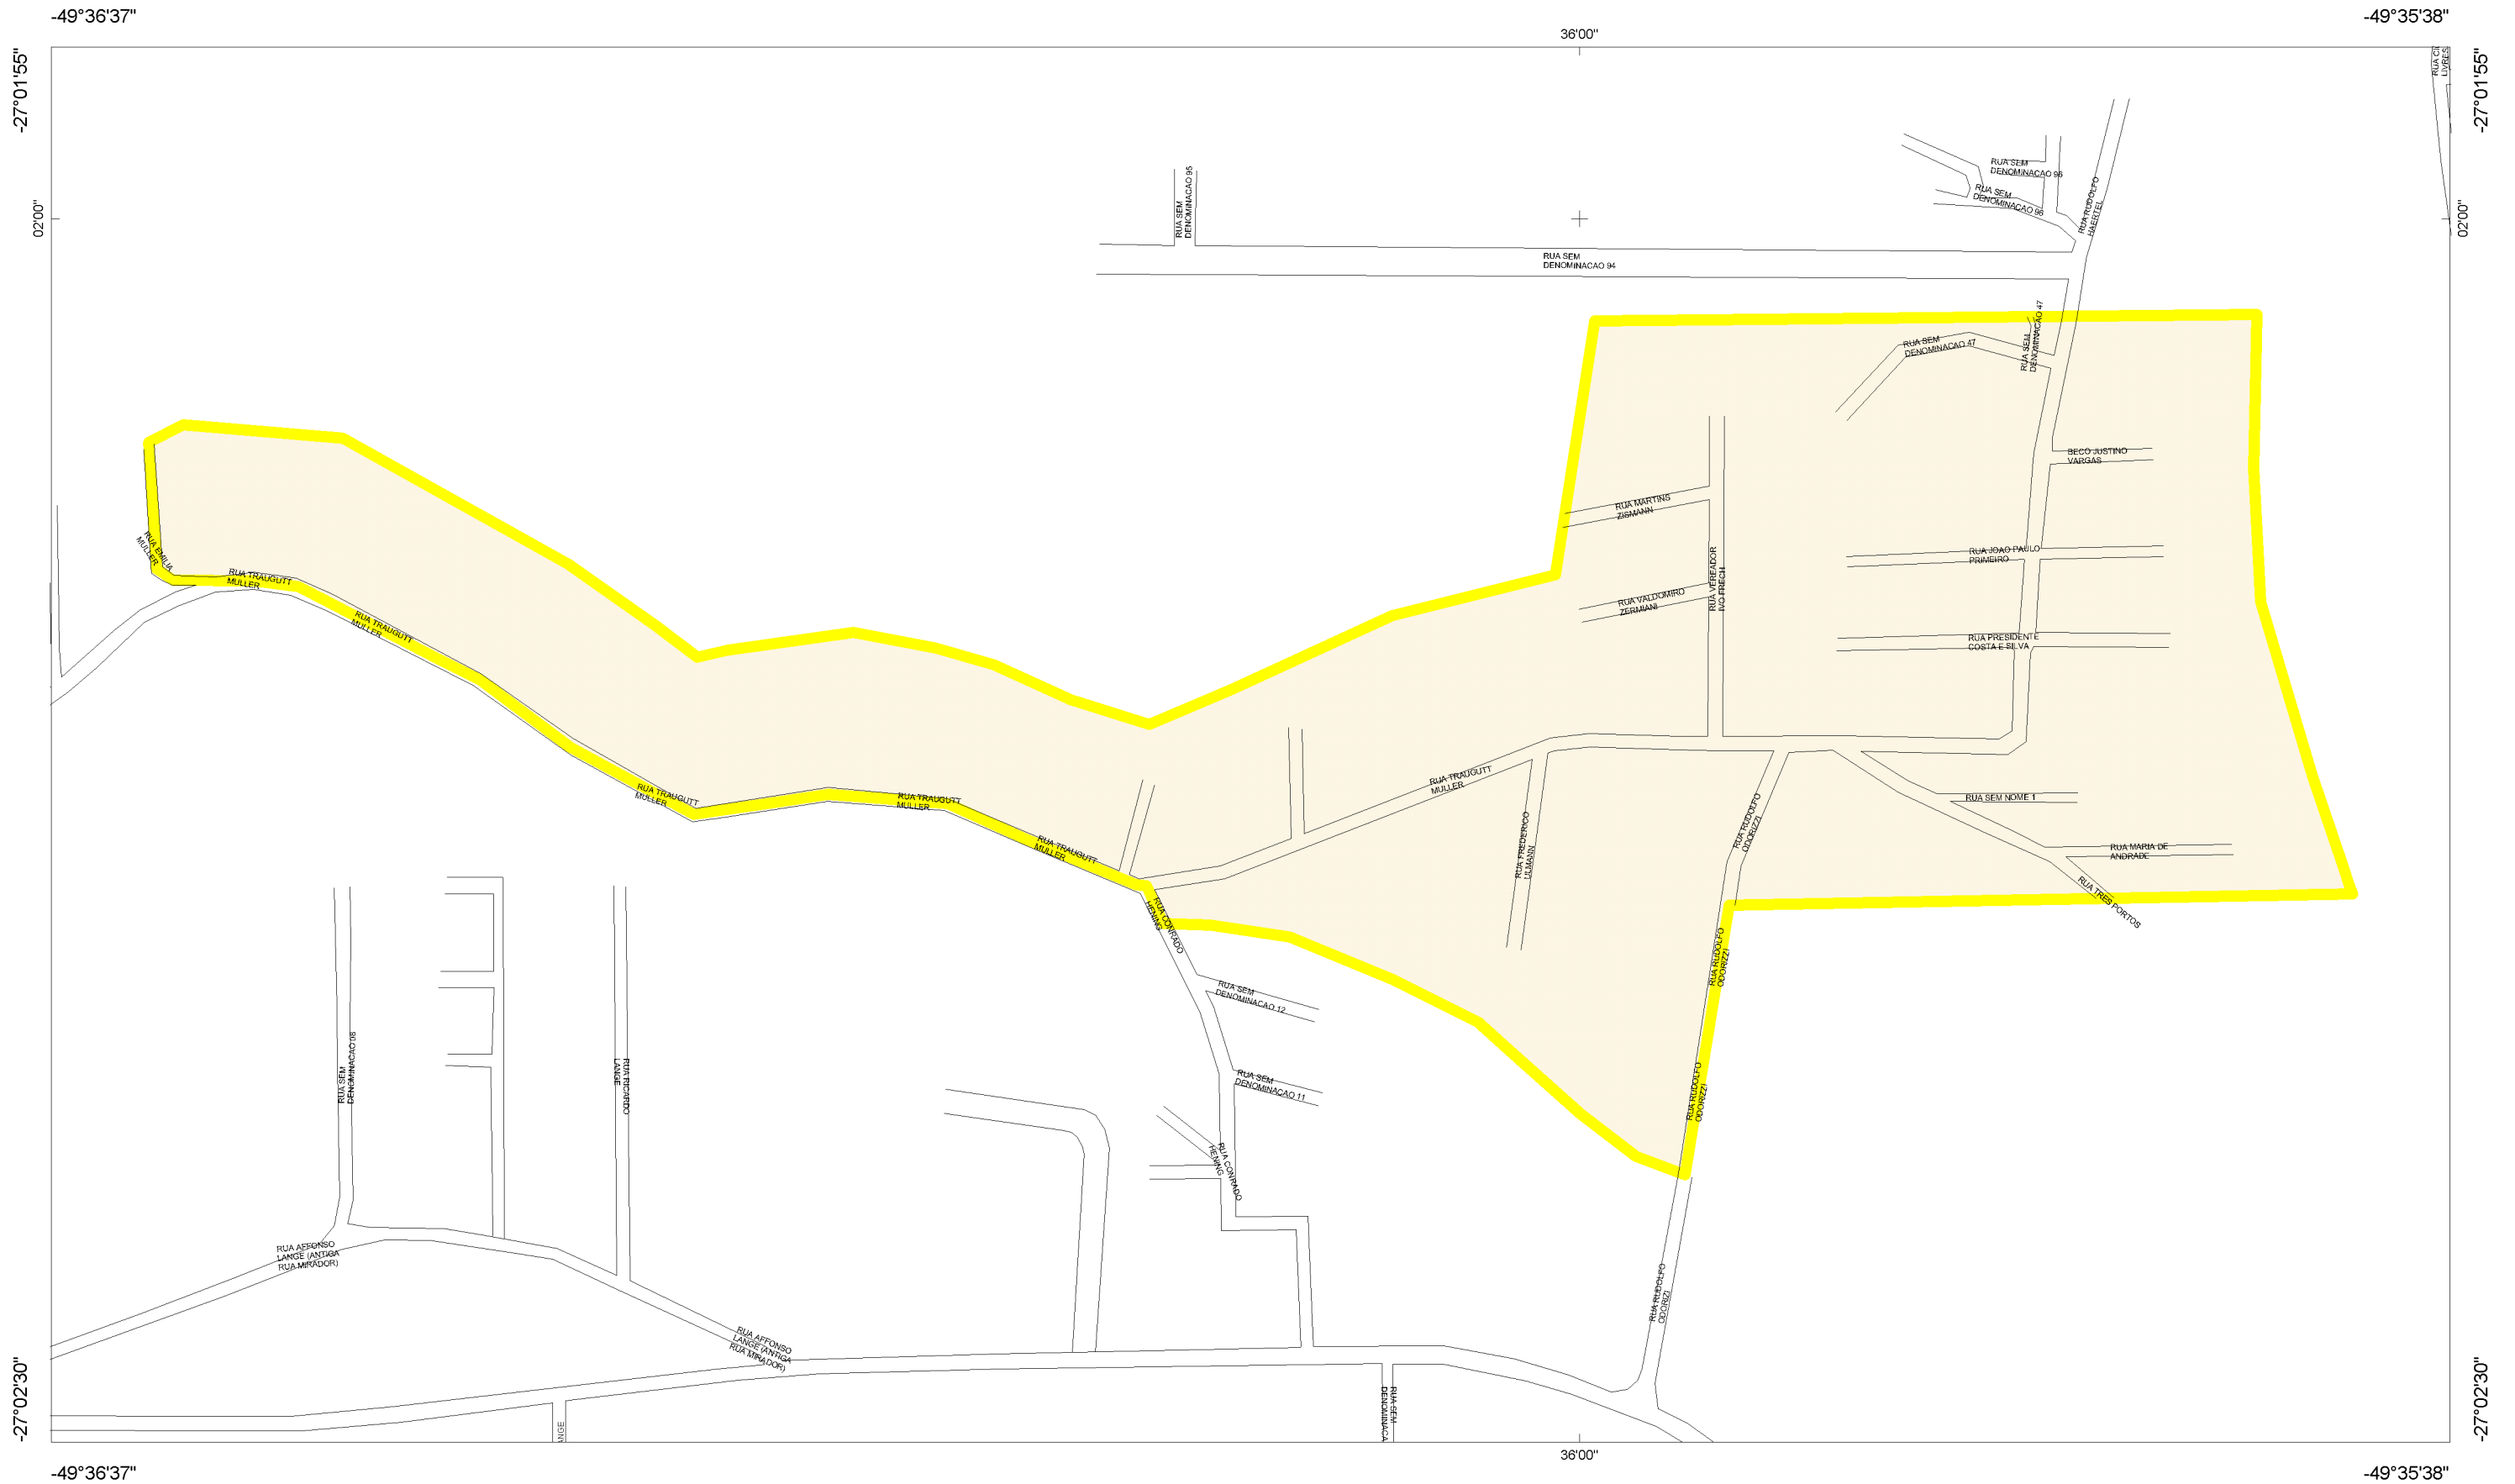 -49°36'37"
-49°35'38"
36'00"
-27°01'55"
-27°01'55"
RUA SEM
DENOMINACAO 95
RUA SEM
DENOMINACAO 96
RUA SEM
DENOMINACAO 96
RUA RUDOLFO
HAERTEL
LIVRES
02'00"
02'00"
RUA SEM
DENOMINACAO 94
RUA SEM
DENOMINACAO 47
RUA SEM
DENOMINACAO 47
BECO JUSTINO
VARGAS
RUA MARTINS
ZISMANN
RUA EMILIA
MULLER
RUA TRAUGUTT
MULLER
RUA TRAUGUTT
MULLER
RUA VALDOMIRO
ZERMIANI
RUA VEREADOR
IVO FRECH
RUA JOAO PAULO
PRIMEIRO
RUA PRESIDENTE
COSTA E SILVA
RUA TRAUGUTT
MULLER
RUA TRAUGUTT
MULLER
RUA TRAUGUTT
MULLER
RUA TRAUGUTT
MULLER
RUA FREDERICO
ULMANN
RUA RUDOLFO
ODORIZZI
RUA SEM NOME 1
RUA MARIA DE
ANDRADE
RUA TRES PORTOS
RUA CONRADO
HENING
RUA RUDOLFO
ODORIZZI
RUA SEM
DENOMINACAO 12
RUA SEM
DENOMINACAO 08
RUA RICARDO
LANGE
RUA SEM
DENOMINACAO 11
RUA RUDOLFO
ODORIZZI
RUA CONRADO
HENING
RUA AFFONSO
LANGE (ANTIGA
RUA MIRADOR)
RUA RUDOLFO
ODORIZI
RUA AFFONSO
LANGE (ANTIGA
RUA MIRADOR)
RUA SEM
DENOMINACA
ANGE
-27°02'30"
-27°02'30"
36'00"
-49°36'37"
-49°35'38"